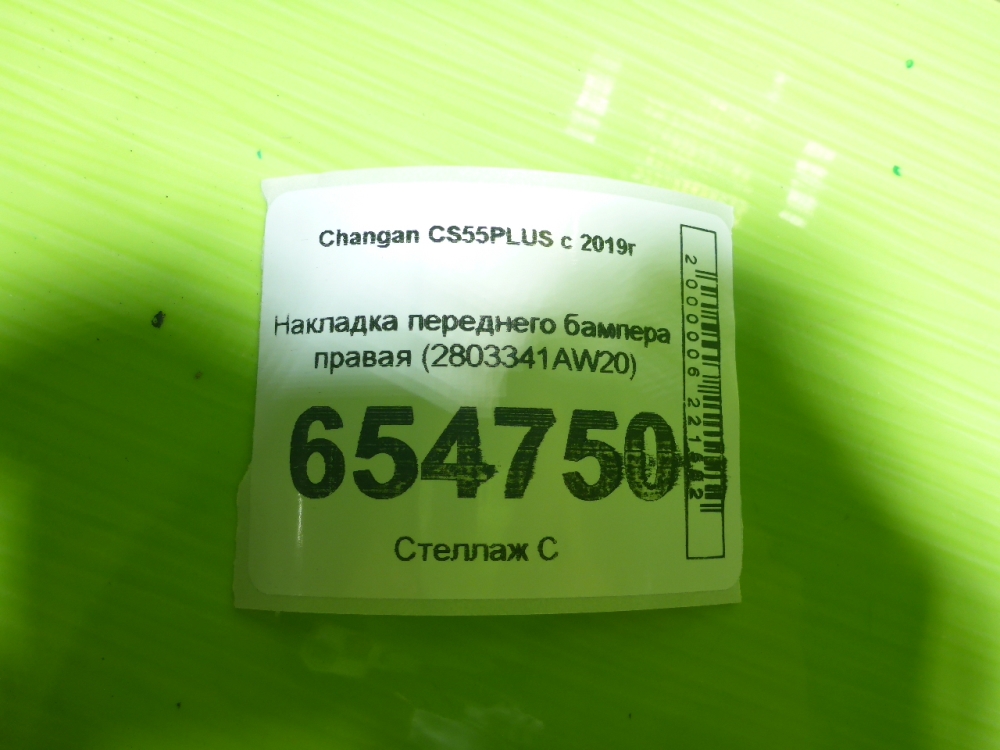 Changan CS55PLUS с 2019г
Накладка переднего бампера
правая (2803341AW20)
654750
Стеллаж С